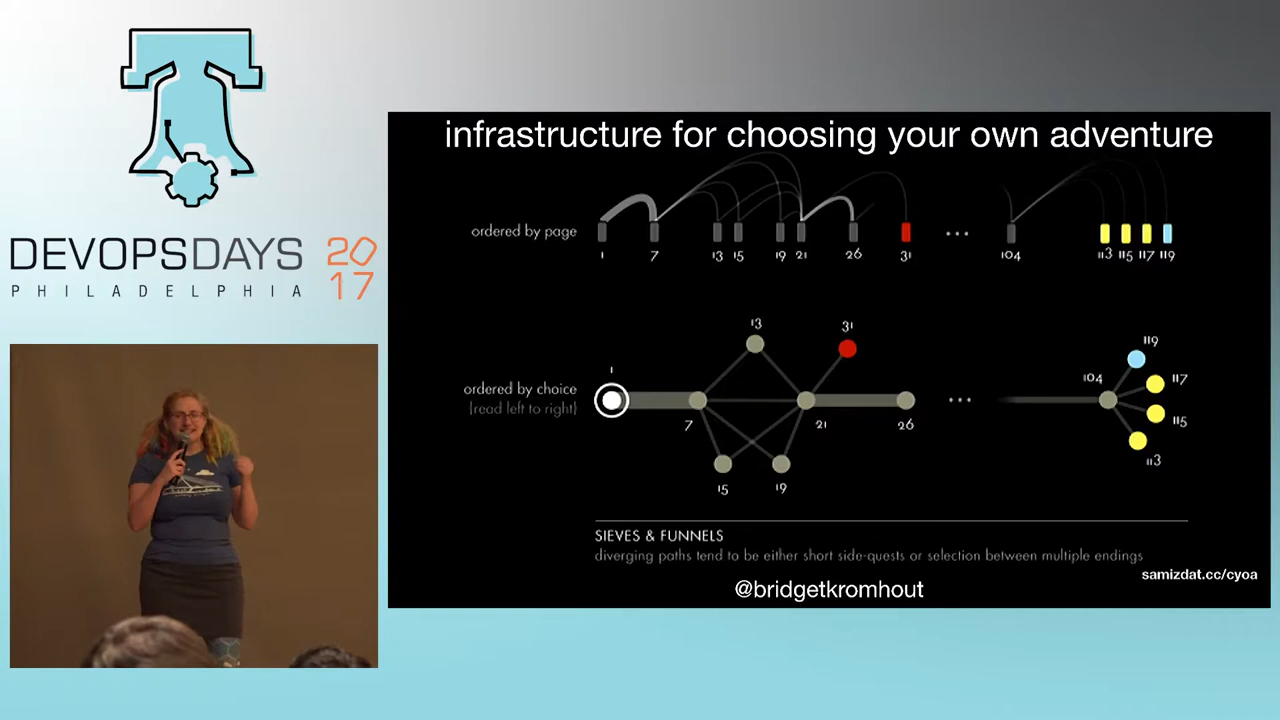 DEVOPSDAYS
2017
PHILADELPHIA
infrastructure for choosing your own adventure
ordered by page
1 7 13 15 19 21 26 31 ... 104 113 115 117 119
ordered by choice
(read left to right)
1 7 13 15 19 21 31 26 ... 104 119 117 115 113
SIEVES & FUNNELS
diverging paths tend to be either short side-quests or selection between multiple endings
samizdat.cc/cyoa
@bridgetkromhout